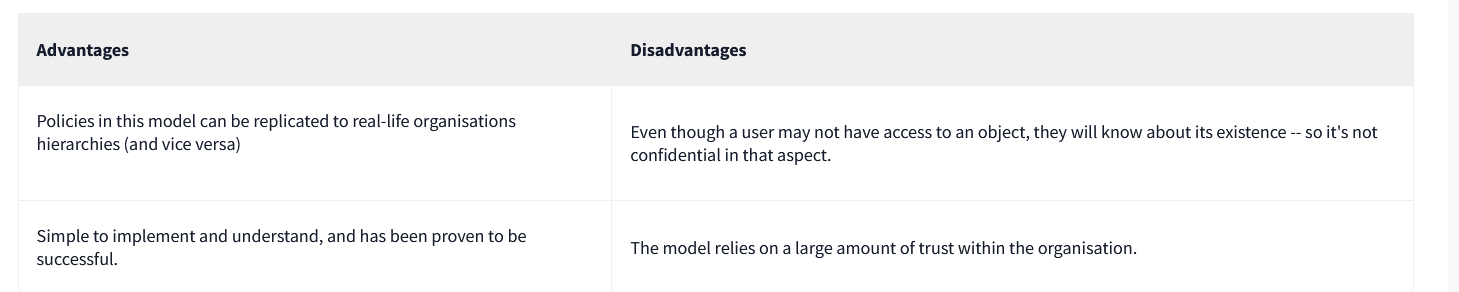 Advantages
Disadvantages
Policies in this model can be replicated to real-life organisations
hierarchies (and vice versa)
Even though a user may not have access to an object, they will know about its existence -- so it's not
confidential in that aspect.
Simple to implement and understand, and has been proven to be
successful.
The model relies on a large amount of trust within the organisation.